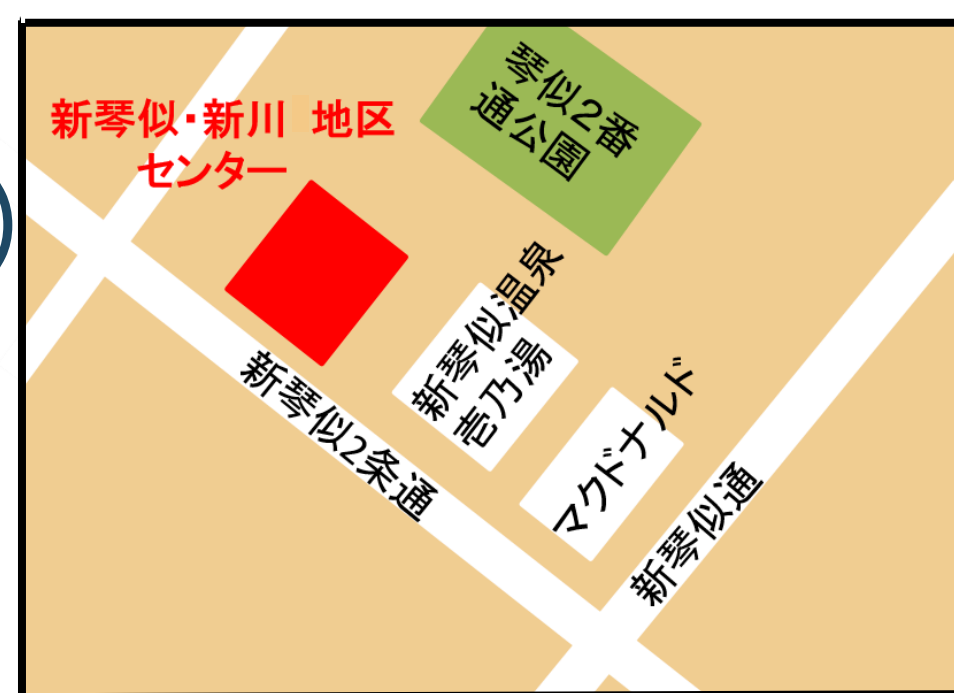 琴似2番
通公園
新琴似・新川 地区
センター
新琴似温泉
壱乃湯
マクドナルド
新琴似2条通
新琴似通